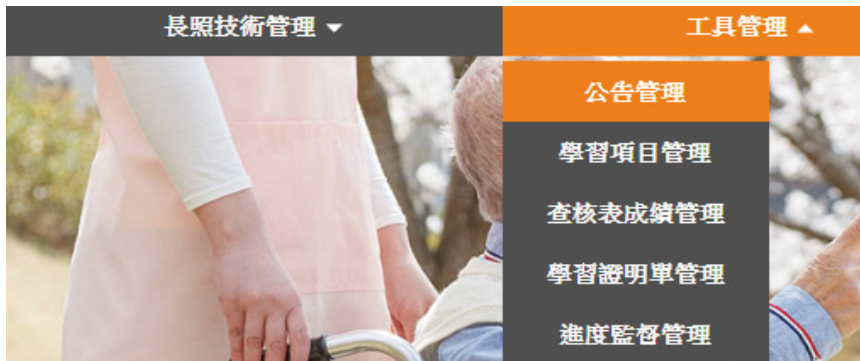 長照技術管理 ▼
工具管理 ▲
公告管理
學習項目管理
查核表成績管理
學習證明單管理
進度監督管理